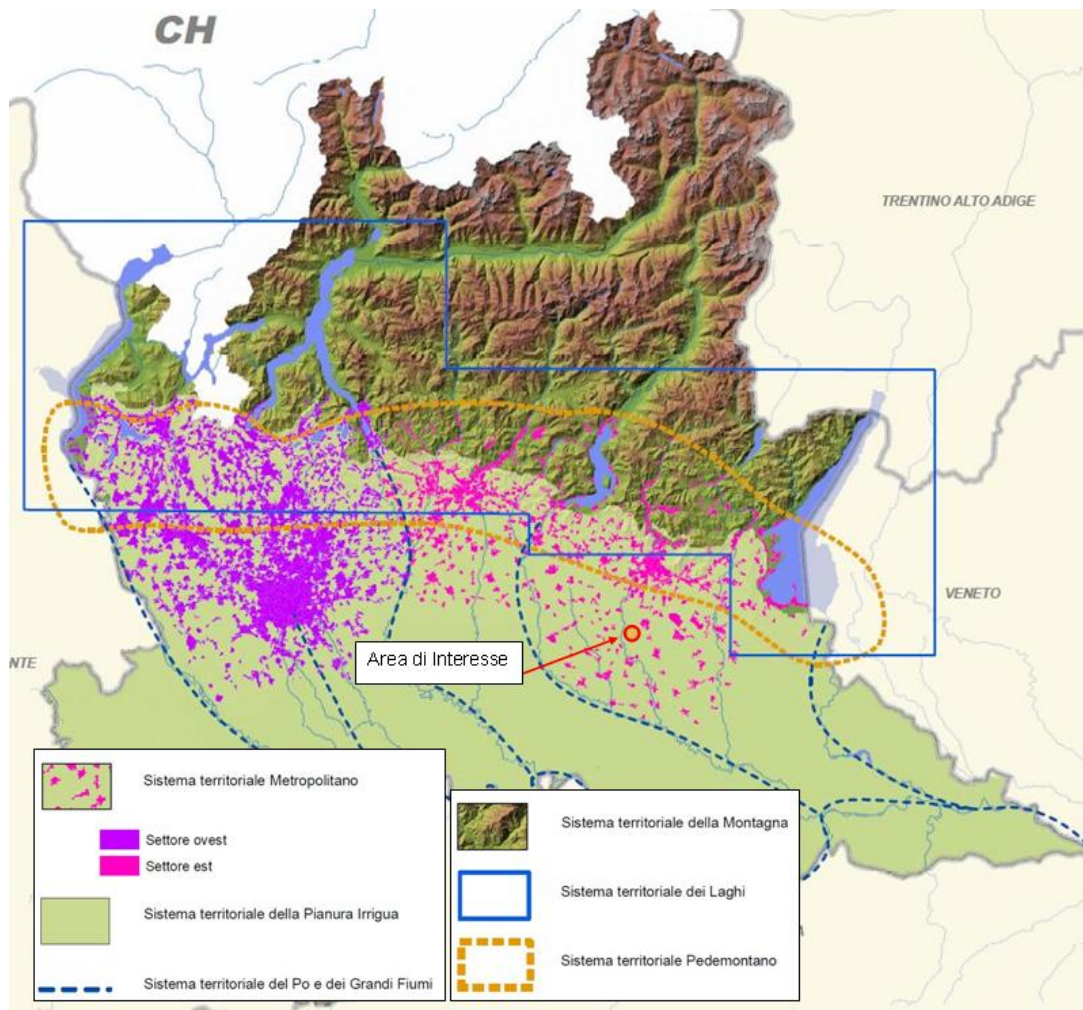 CH
TRENTINO ALTO ADIGE
VENETO
NTE
Area di Interesse
Sistema territoriale Metropolitano
Settore ovest
Settore est
Sistema territoriale della Pianura Irrigua
Sistema territoriale del Po e dei Grandi Fiumi
Sistema territoriale della Montagna
Sistema territoriale dei Laghi
Sistema territoriale Pedemontano